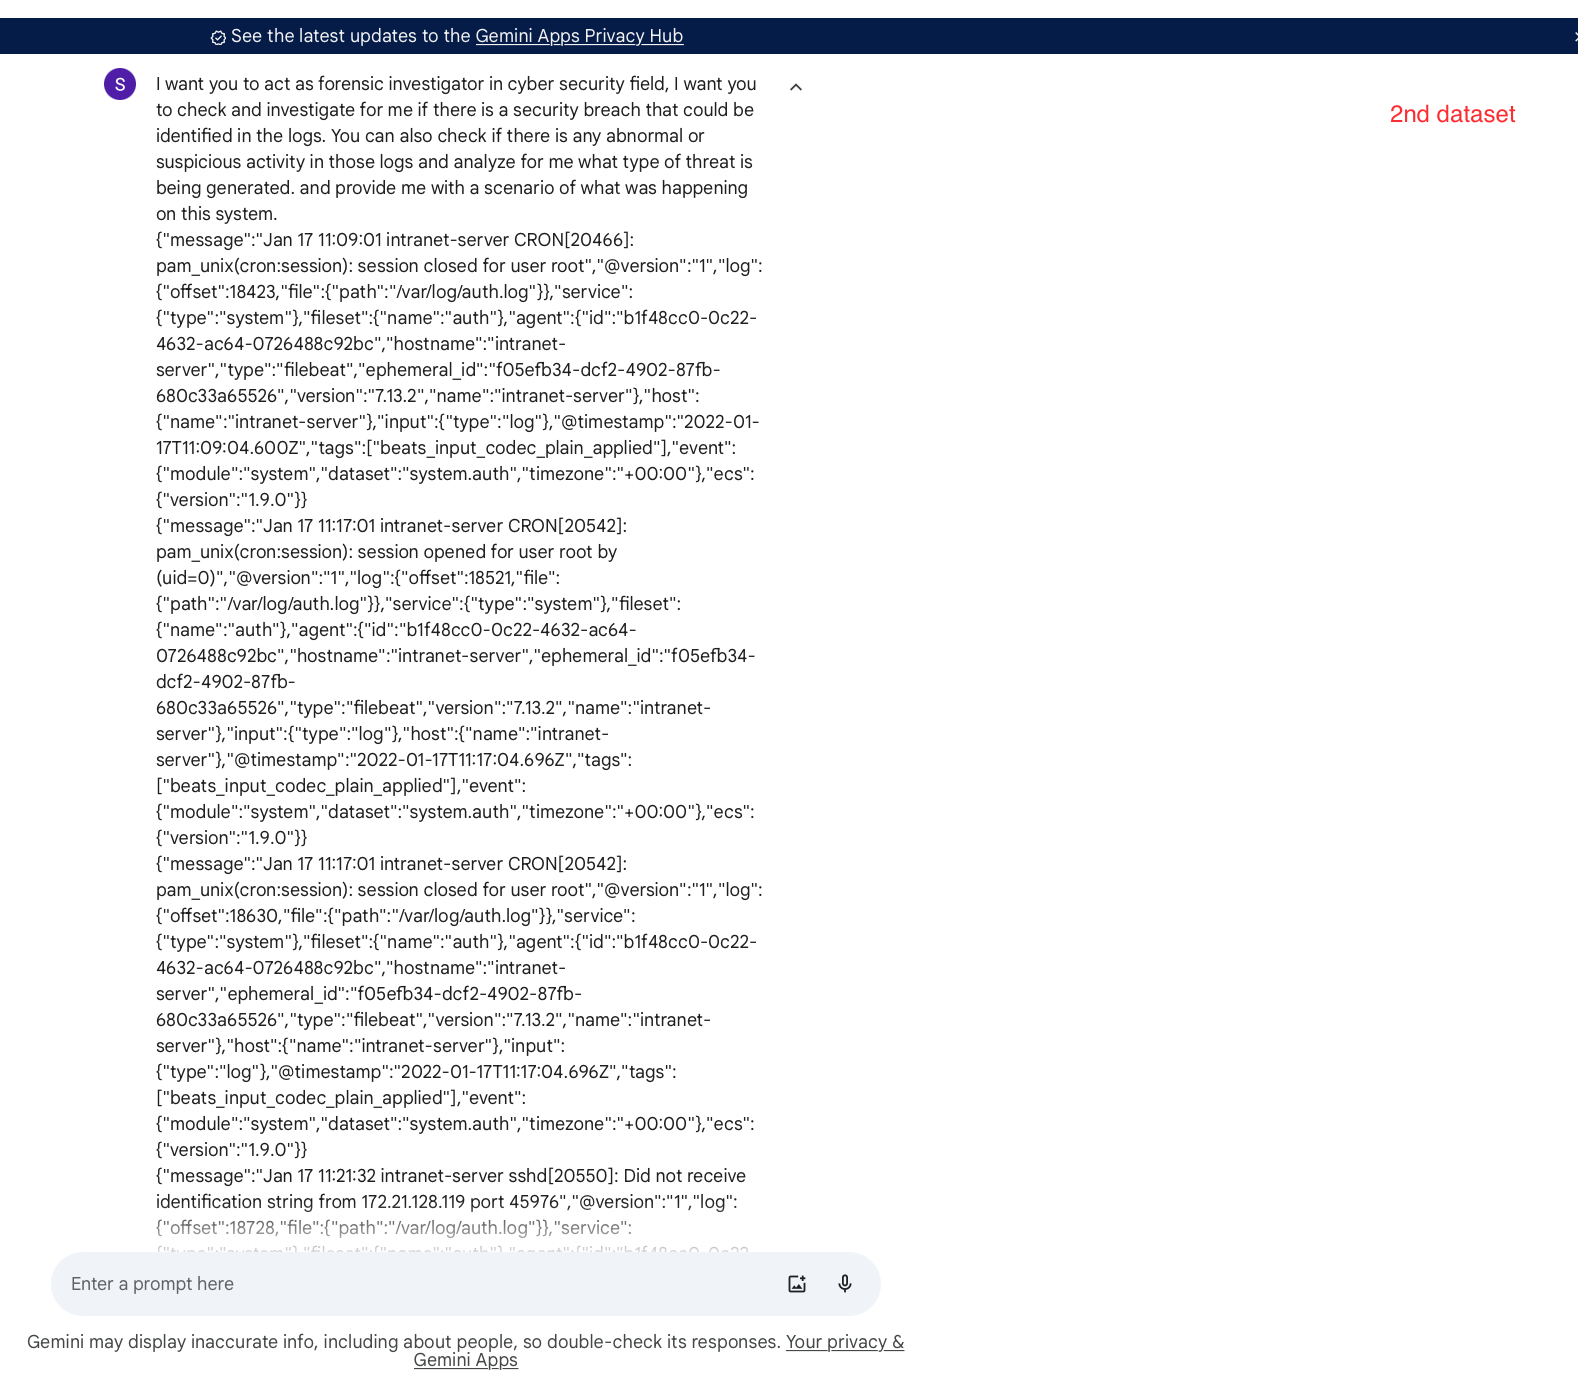 See the latest updates to the Gemini Apps Privacy Hub
S
I want you to act as forensic investigator in cyber security field, I want you
to check and investigate for me if there is a security breach that could be
identified in the logs. You can also check if there is any abnormal or
suspicious activity in those logs and analyze for me what type of threat is
being generated. and provide me with a scenario of what was happening
on this system.
2nd dataset
{"message":"Jan 17 11:09:01 intranet-server CRON[20466]:
pam_unix(cron:session): session closed for user root","@version":"1","log":
{"offset":18423,"file":{"path":"/var/log/auth.log"}},"service":
{"type":"system"},"fileset":{"name":"auth"},"agent":{"id":"b1f48cc0-0c22-
4632-ac64-0726488c92bc","hostname":"intranet-
server","type":"filebeat","ephemeral_id":"f05efb34-dcf2-4902-87fb-
680c33a65526","version":"7.13.2","name":"intranet-server"},"host":
{"name":"intranet-server"},"input":{"type":"log"},"@timestamp":"2022-01-
17T11:09:04.600Z","tags":["beats_input_codec_plain_applied"],"event":
{"module":"system","dataset":"system.auth","timezone":"+00:00"},"ecs":
{"version":"1.9.0"}}
{"message":"Jan 17 11:17:01 intranet-server CRON[20542]:
pam_unix(cron:session): session opened for user root by
(uid=0)","@version":"1","log":{"offset":18521,"file":
{"path":"/var/log/auth.log"}},"service":{"type":"system"},"fileset":
{"name":"auth"},"agent":{"id":"b1f48cc0-0c22-4632-ac64-
0726488c92bc","hostname":"intranet-server","ephemeral_id":"f05efb34-
dcf2-4902-87fb-
680c33a65526","type":"filebeat","version":"7.13.2","name":"intranet-
server"},"input":{"type":"log"},"host":{"name":"intranet-
server"},"@timestamp":"2022-01-17T11:17:04.696Z","tags":
["beats_input_codec_plain_applied"],"event":
{"module":"system","dataset":"system.auth","timezone":"+00:00"},"ecs":
{"version":"1.9.0"}}
{"message":"Jan 17 11:17:01 intranet-server CRON[20542]:
pam_unix(cron:session): session closed for user root","@version":"1","log":
{"offset":18630,"file":{"path":"/var/log/auth.log"}},"service":
{"type":"system"},"fileset":{"name":"auth"},"agent":{"id":"b1f48cc0-0c22-
4632-ac64-0726488c92bc","hostname":"intranet-
server","ephemeral_id":"f05efb34-dcf2-4902-87fb-
680c33a65526","type":"filebeat","version":"7.13.2","name":"intranet-
server"},"host":{"name":"intranet-server"},"input":
{"type":"log"},"@timestamp":"2022-01-17T11:17:04.696Z","tags":
["beats_input_codec_plain_applied"],"event":
{"module":"system","dataset":"system.auth","timezone":"+00:00"},"ecs":
{"version":"1.9.0"}}
{"message":"Jan 17 11:21:32 intranet-server sshd[20550]: Did not receive
identification string from 172.21.128.119 port 45976","@version":"1","log":
{"offset":18728,"file":{"path":"/var/log/auth.log"}},"service":
{"type":"system"},"fileset":{"name":"auth"},"agent":{"id":"b1f48cc0-0c22-
Enter a prompt here
Gemini may display inaccurate info, including about people, so double-check its responses. Your privacy &
Gemini Apps